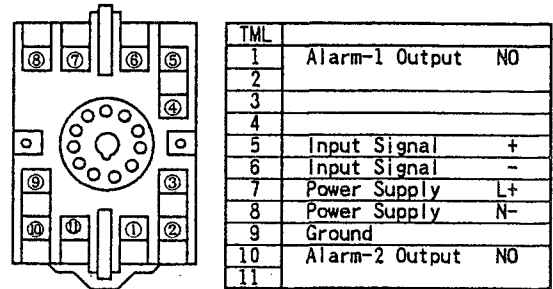 ⑧ ⑦ ⑥ ⑤
④
⑨ ③
⑩ ⑪ ① ②
TML
1 Alarm-1 Output NO
2
3
4
5 Input Signal +
6 Input Signal -
7 Power Supply L+
8 Power Supply N-
9 Ground
10 Alarm-2 Output NO
11